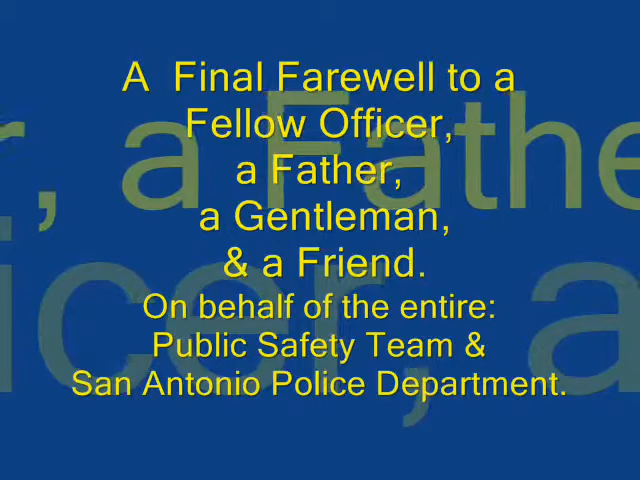 A Final Farewell to a
Fellow Officer,
a Father,
a Gentleman,
& a Friend.
On behalf of the entire:
Public Safety Team &
San Antonio Police Department.